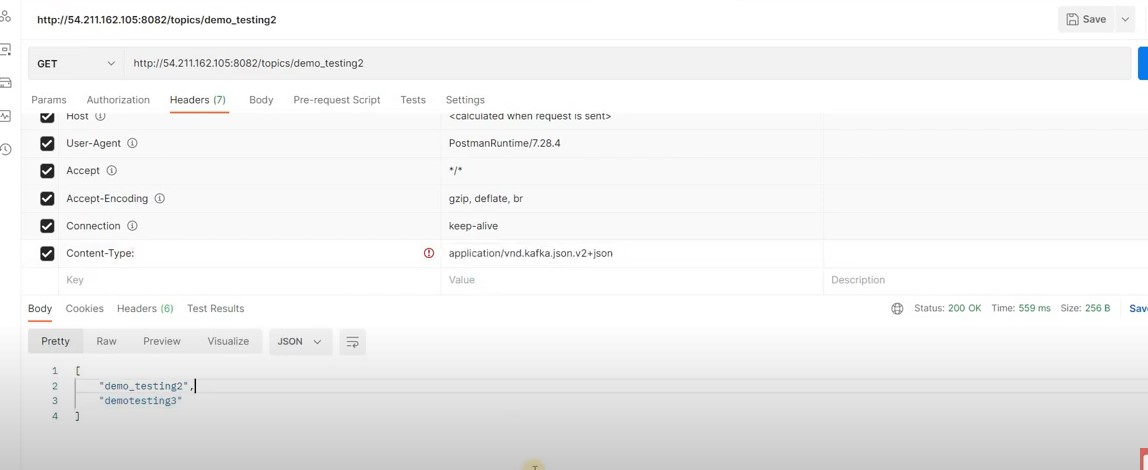 http://54.211.162.105:8082/topics/demo_testing2
Save
GET http://54.211.162.105:8082/topics/demo_testing2
Params Authorization Headers (7) Body Pre-request Script Tests Settings
Host <calculated when request is sent>
User-Agent PostmanRuntime/7.28.4
Accept */*
Accept-Encoding gzip, deflate, br
Connection keep-alive
Content-Type: application/vnd.kafka.json.v2+json
Key Value Description
Body Cookies Headers (6) Test Results Status: 200 OK Time: 559 ms Size: 256 B
Pretty Raw Preview Visualize JSON
1 [
2 "demo_testing2",
3 "demotesting3"
4 ]